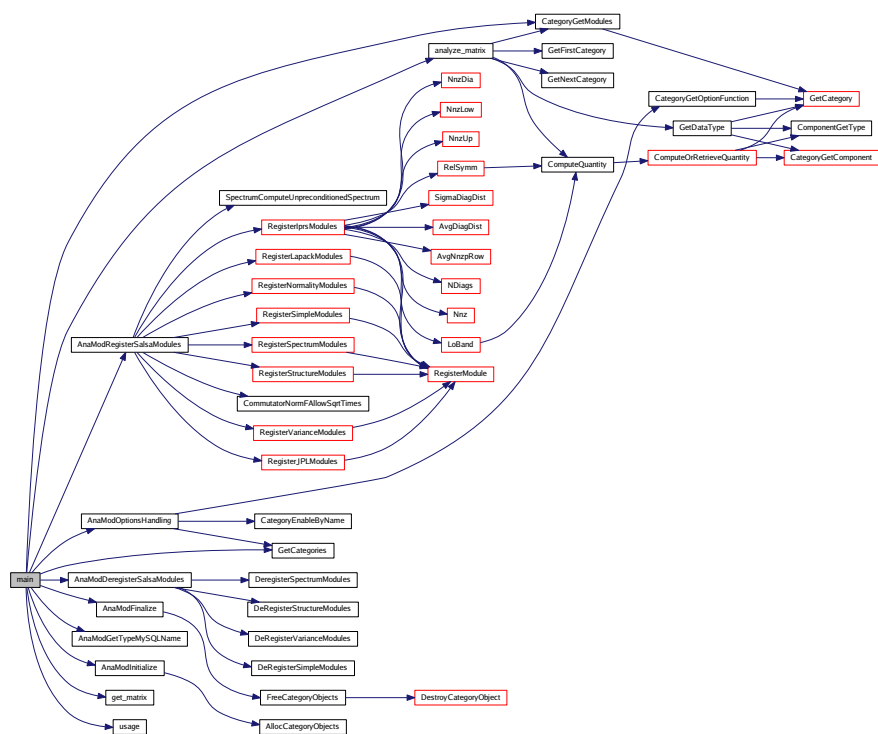 CategoryGetModules
analyze_matrix
GetFirstCategory
GetNextCategory
NnzDia
CategoryGetOptionFunction
GetCategory
NnzLow
GetDataType
ComponentGetType
NnzUp
ComputeQuantity
ComputeOrRetrieveQuantity
CategoryGetComponent
RelSymm
SpectrumComputeUnpreconditionedSpectrum
SigmaDiagDist
RegisterIprsModules
AvgDiagDist
RegisterLapackModules
AvgNnzpRow
RegisterNormalityModules
NDiags
RegisterSimpleModules
Nnz
AnaModRegisterSalsaModules
RegisterSpectrumModules
LoBand
RegisterStructureModules
RegisterModule
CommutatorNormFAllowSqrtTimes
RegisterVarianceModules
RegisterJPLModules
AnaModOptionsHandling
CategoryEnableByName
GetCategories
main
AnaModDeregisterSalsaModules
DeregisterSpectrumModules
AnaModFinalize
DeRegisterStructureModules
AnaModGetTypeMySQLName
DeRegisterVarianceModules
AnaModInitialize
DeRegisterSimpleModules
get_matrix
FreeCategoryObjects
DestroyCategoryObject
usage
AllocCategoryObjects